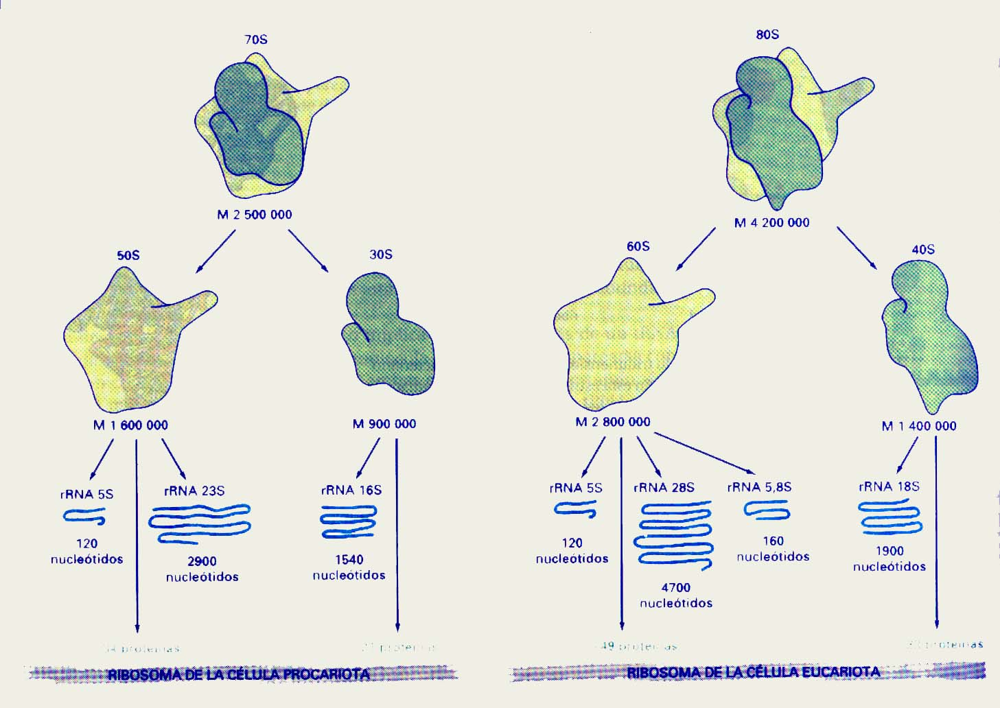 70S
M 2 500 000
50S
30S
M 1 600 000
M 900 000
rRNA 5S
rRNA 23S
rRNA 16S
120
nucleótidos
2900
nucleótidos
1540
nucleótidos
proteínas
proteínas
RIBOSOMA DE LA CÉLULA PROCARIOTA
80S
M 4 200 000
60S
40S
M 2 800 000
M 1 400 000
rRNA 5S
rRNA 28S
rRNA 5,8S
rRNA 18S
120
nucleótidos
4700
nucleótidos
160
nucleótidos
1900
nucleótidos
49 proteínas
proteínas
RIBOSOMA DE LA CÉLULA EUCARIOTA